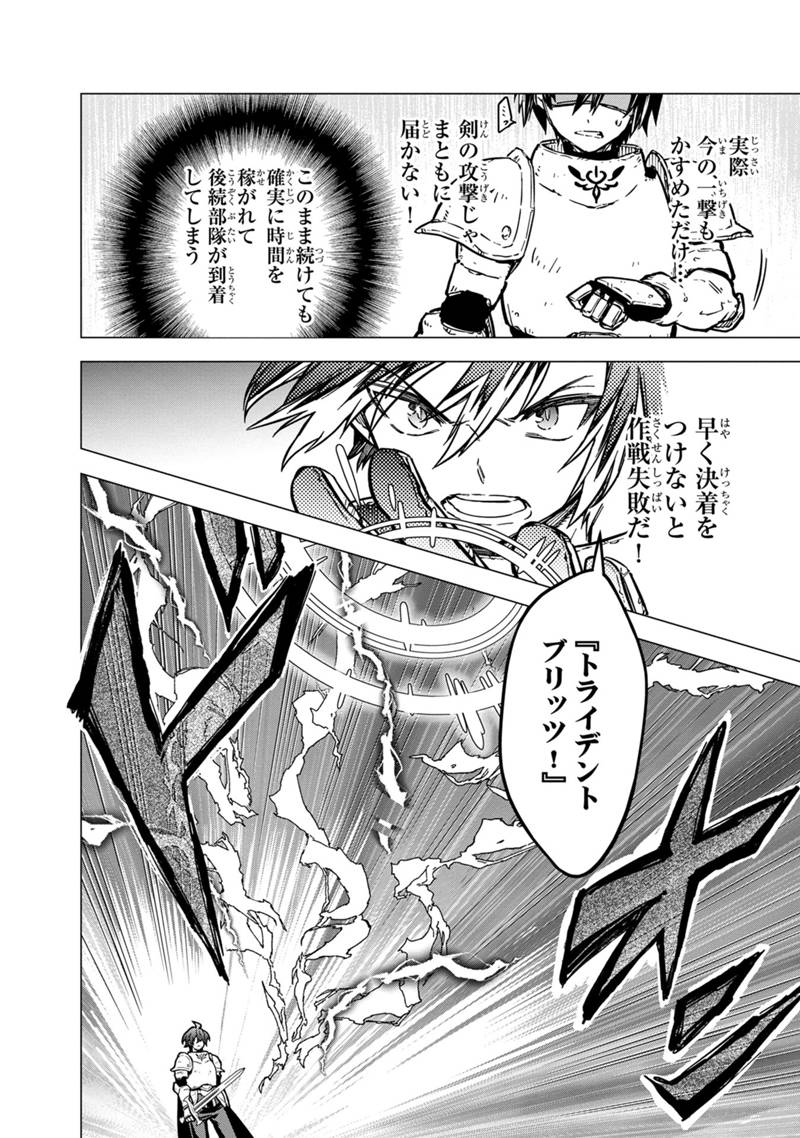 実際
今の一撃も
かすめただけ…
剣の攻撃じゃ
まともに
届かない!
このまま続けても
確実に時間を
稼がれて
後続部隊が到着
してしまう
早く決着を
つけないと
作戦失敗だ!
『トライデント
ブリッツ!』
ズ
ド
オン